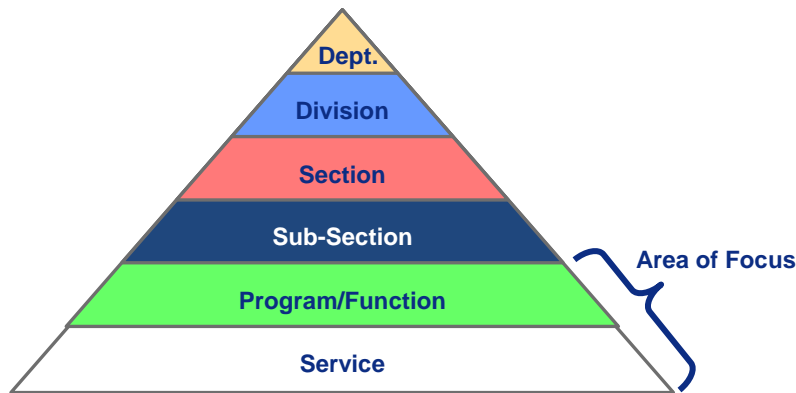 Dept.
Division
Section
Sub-Section
Area of Focus
Program/Function
Service